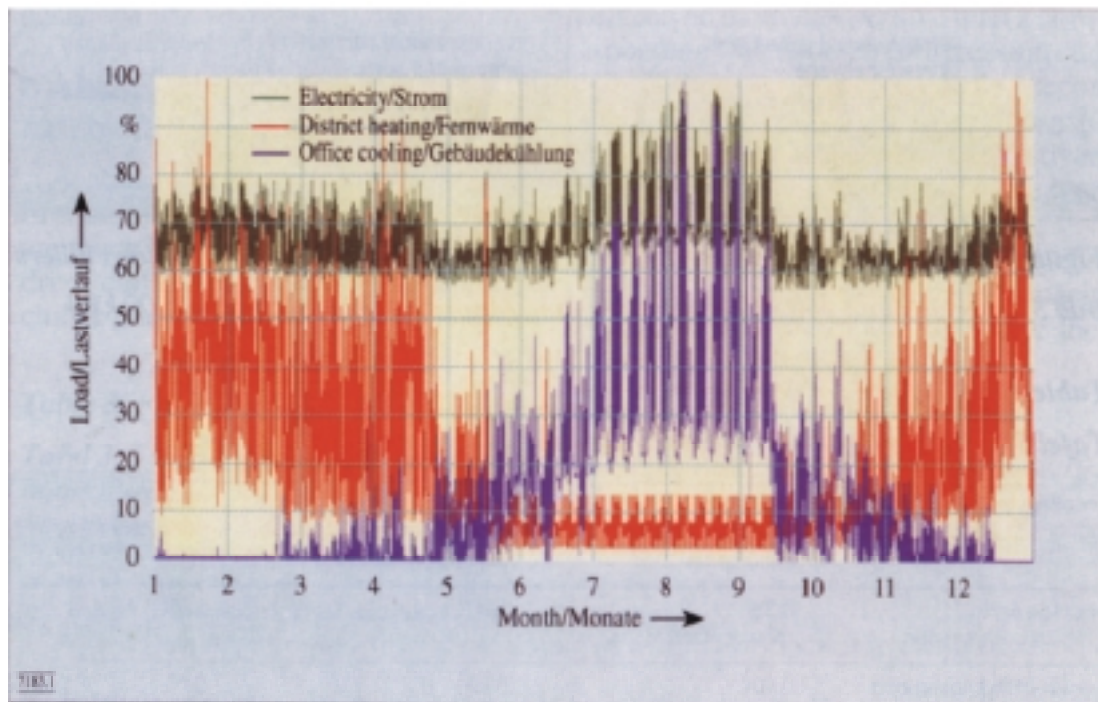 100
%
80
70
60
50
40
30
20
10
0
Load/Lastverlauf
Electricity/Strom
District heating/Fernwärme
Office cooling/Gebäudekühlung
1 2 3 4 5 6 7 8 9 10 11 12
Month/Monate